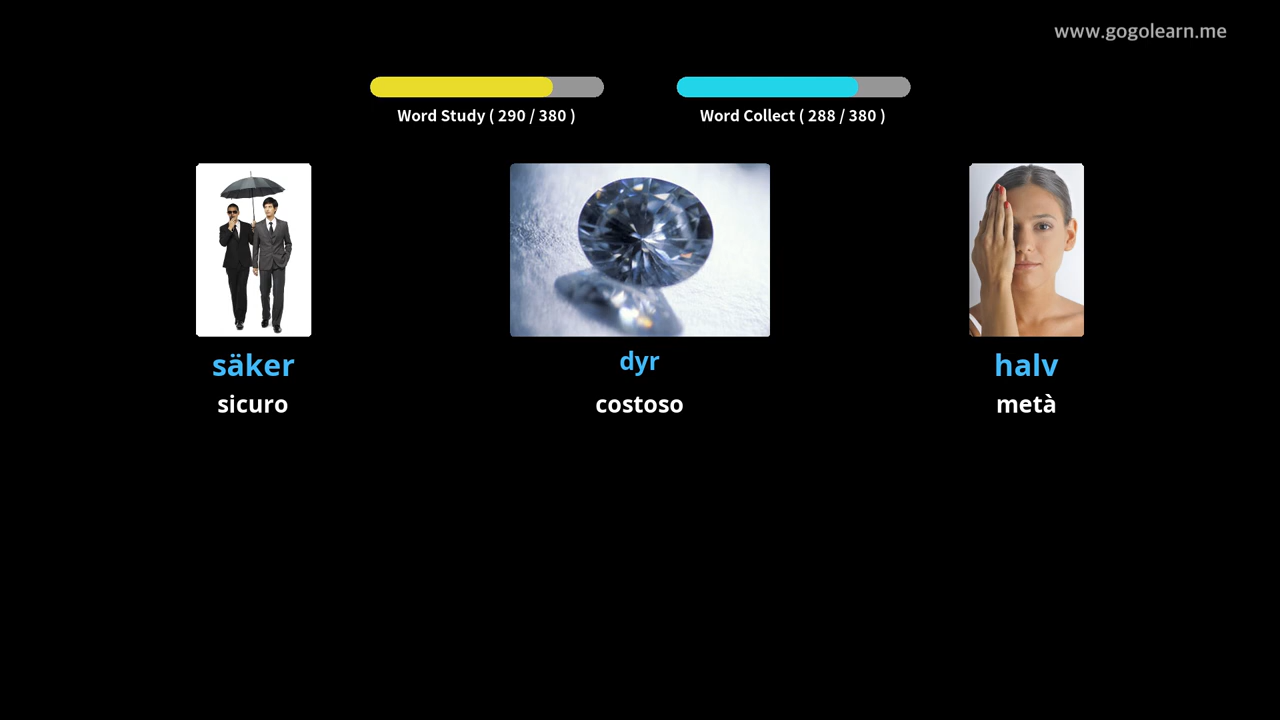 www.gogolearn.me
Word Study ( 290 / 380 )
Word Collect ( 288 / 380 )
säker
dyr
halv
sicuro
costoso
metà